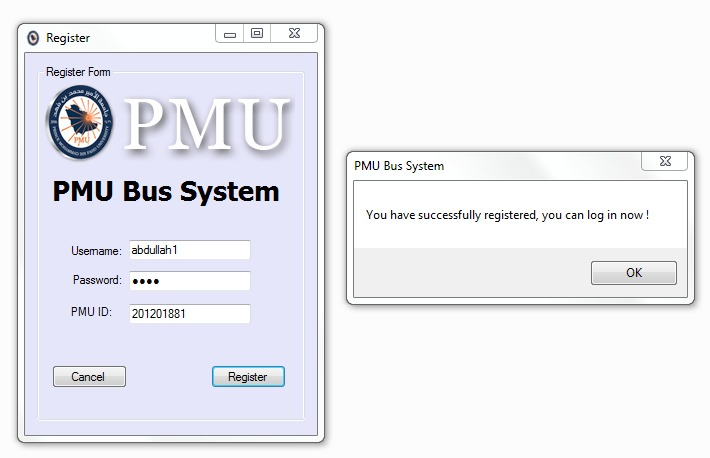 Register
Register Form
PMU
PMU Bus System
Username: abdullah1
Password: ●●●●
PMU ID: 201201881
Cancel
Register
PMU Bus System
You have successfully registered, you can log in now !
OK